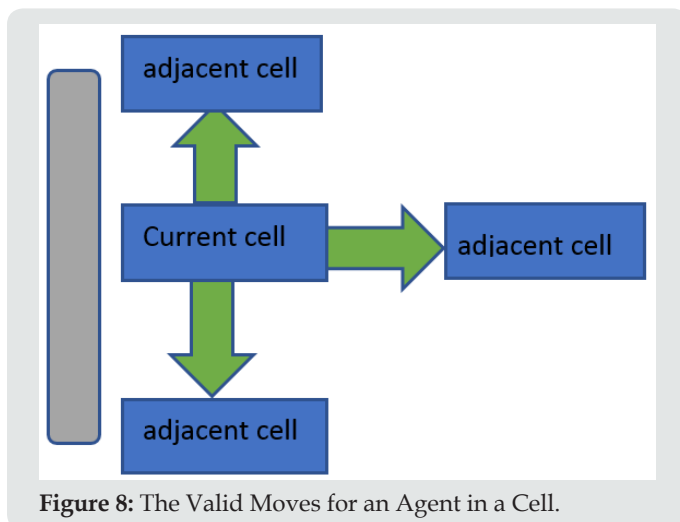 adjacent cell
Current cell
adjacent cell
adjacent cell
Figure 8: The Valid Moves for an Agent in a Cell.